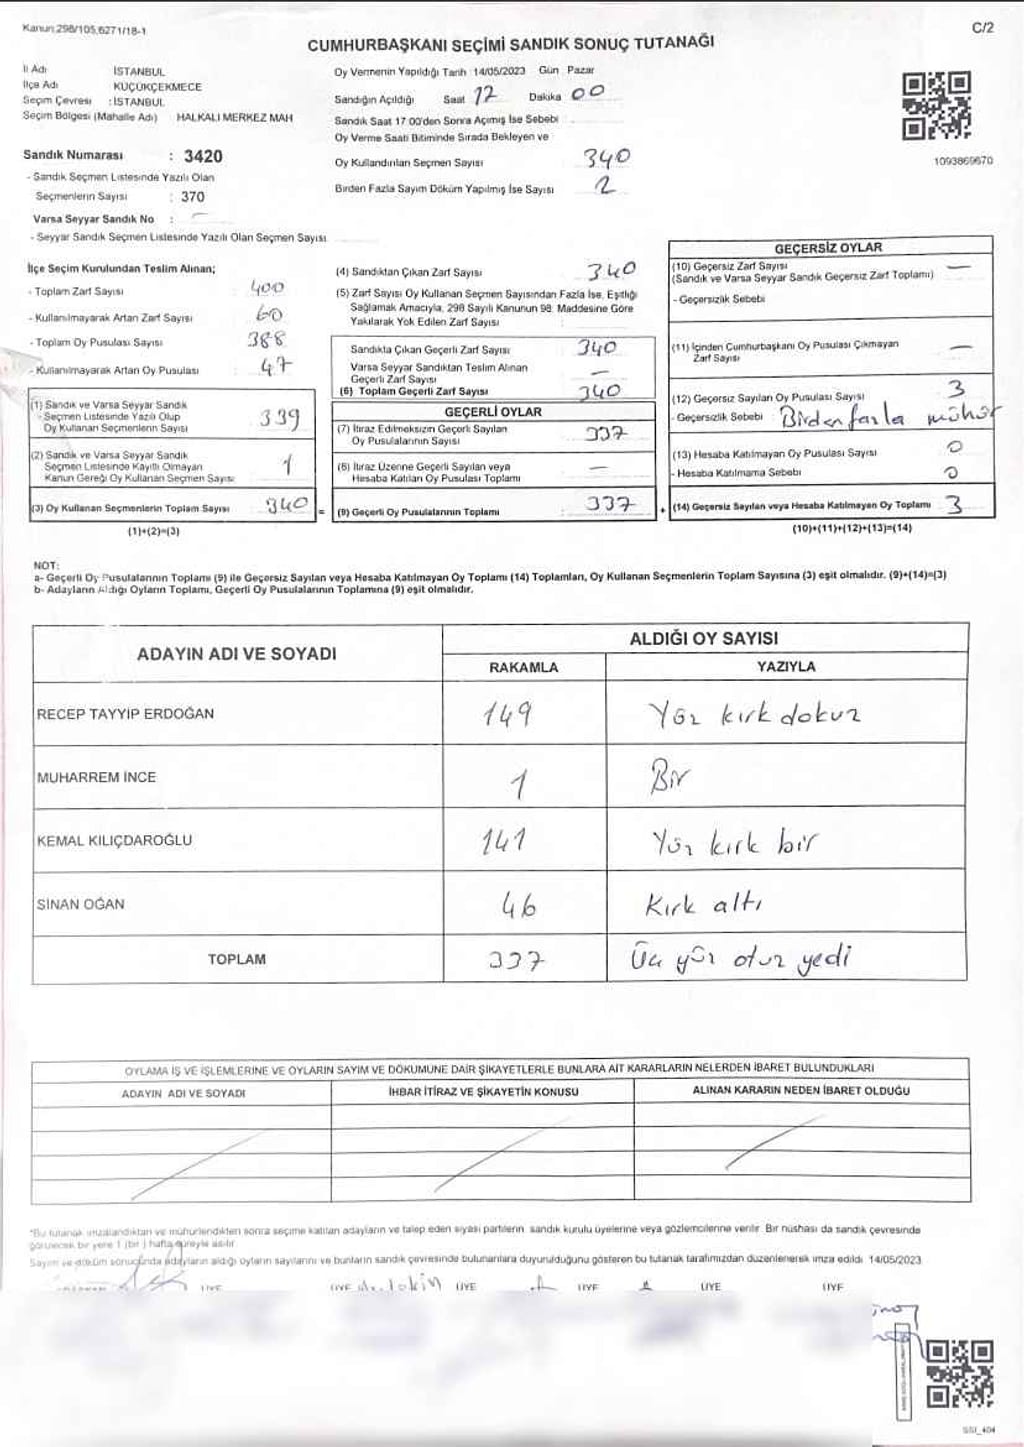 Kanun:298/105,6271/18-1
C/2
CUMHURBAŞKANI SEÇİMİ SANDIK SONUÇ TUTANAĞI
İl Adı İSTANBUL
İlçe Adı KÜÇÜKÇEKMECE
Seçim Çevresi : İSTANBUL
Seçim Bölgesi (Mahalle Adı) HALKALI MERKEZ MAH
Sandık Numarası : 3420
- Sandık Seçmen Listesinde Yazılı Olan
Seçmenlerin Sayısı : 370
Varsa Seyyar Sandık No : —
- Seyyar Sandık Seçmen Listesinde Yazılı Olan Seçmen Sayısı
Oy Vermenin Yapıldığı Tarih :14/05/2023 Gün Pazar
Sandığın Açıldığı Saat 17 Dakika 00
Sandık Saat 17 00'den Sonra Açmış İse Sebebi
Oy Verme Saati Bitiminde Sırada Bekleyen ve
Oy Kullandırılan Seçmen Sayısı 340
Birden Fazla Sayım Döküm Yapılmış İse Sayısı 2
1093869670
İlçe Seçim Kurulundan Teslim Alınan;
- Toplam Zarf Sayısı 400
- Kullanılmayarak Artan Zarf Sayısı 60
- Toplam Oy Pusulası Sayısı 388
- Kullanılmayarak Artan Oy Pusulası 47
(1) Sandık ve Varsa Seyyar Sandık
Seçmen Listesinde Yazılı Olup
Oy Kullanan Seçmenlerin Sayısı 339
(2) Sandık ve Varsa Seyyar Sandık
Seçmen Listesinde Kayıtlı Olmayan
Kanun Gereği Oy Kullanan Seçmen Sayısı 1
(3) Oy Kullanan Seçmenlerin Toplam Sayısı 340 =
(1)+(2)=(3)
(4) Sandıktan Çıkan Zarf Sayısı 340
(5) Zarf Sayısı Oy Kullanan Seçmen Sayısından Fazla İse, Eşitliği
Sağlamak Amacıyla, 298 Sayılı Kanunun 98. Maddesine Göre
Yakılarak Yok Edilen Zarf Sayısı
Sandıkta Çıkan Geçerli Zarf Sayısı 340
Varsa Seyyar Sandıktan Teslim Alınan
Geçerli Zarf Sayısı —
(6) Toplam Geçerli Zarf Sayısı 340
GEÇERLİ OYLAR
(7) İtiraz Edilmeksizin Geçerli Sayılan
Oy Pusulalarının Sayısı 337
(8) İtiraz Üzerine Geçerli Sayılan veya
Hesaba Katılan Oy Pusulası Toplamı —
(9) Geçerli Oy Pusulalarının Toplamı 337 +
GEÇERSİZ OYLAR
(10) Geçersiz Zarf Sayısı —
(Sandık ve Varsa Seyyar Sandık Geçersiz Zarf Toplamı)
- Geçersizlik Sebebi
(11) İçinden Cumhurbaşkanı Oy Pusulası Çıkmayan
Zarf Sayısı —
(12) Geçersiz Sayılan Oy Pusulası Sayısı 3
- Geçersizlik Sebebi Birden fazla mühür
(13) Hesaba Katılmayan Oy Pusulası Sayısı 0
- Hesaba Katılmama Sebebi 0
(14) Geçersiz Sayılan veya Hesaba Katılmayan Oy Toplamı 3
(10)+(11)+(12)+(13)=(14)
NOT:
a- Geçerli Oy Pusulalarının Toplamı (9) ile Geçersiz Sayılan veya Hesaba Katılmayan Oy Toplamı (14) Toplamları, Oy Kullanan Seçmenlerin Toplam Sayısına (3) eşit olmalıdır. (9)+(14)=(3)
b- Adayların Aldığı Oyların Toplamı, Geçerli Oy Pusulalarının Toplamına (9) eşit olmalıdır.
ADAYIN ADI VE SOYADI
ALDIĞI OY SAYISI
RAKAMLA YAZIYLA
RECEP TAYYİP ERDOĞAN 149 Yüz kırk dokuz
MUHARREM İNCE 1 Bir
KEMAL KILIÇDAROĞLU 141 Yüz kırk bir
SİNAN OĞAN 46 Kırk altı
TOPLAM 337 Üç yüz otuz yedi
OYLAMA İŞ VE İŞLEMLERİNE VE OYLARIN SAYIM VE DÖKÜMÜNE DAİR ŞİKAYETLERLE BUNLARA AİT KARARLARIN NELERDEN İBARET BULUNDUKLARI
ADAYIN ADI VE SOYADI İHBAR İTİRAZ VE ŞİKAYETİN KONUSU ALINAN KARARIN NEDEN İBARET OLDUĞU
*Bu tutanak imzalandıktan ve mühürlendikten sonra seçime katılan adayların ve talep eden siyasi partilerin sandık kurulu üyelerine veya gözlemcilerine verilir. Bir nüshası da sandık çevresinde
görünecek bir yere 1 (bir) hafta süreyle asılır
Sayım ve döküm sonucunda adayların aldığı oyların sayılarını ve bunların sandık çevresinde bulunanlara duyurulduğunu gösteren bu tutanak tarafımızdan düzenlenerek imza edildi 14/05/2023
ÜYE ÜYE ÜYE ÜYE ÜYE ÜYE
SSI_404